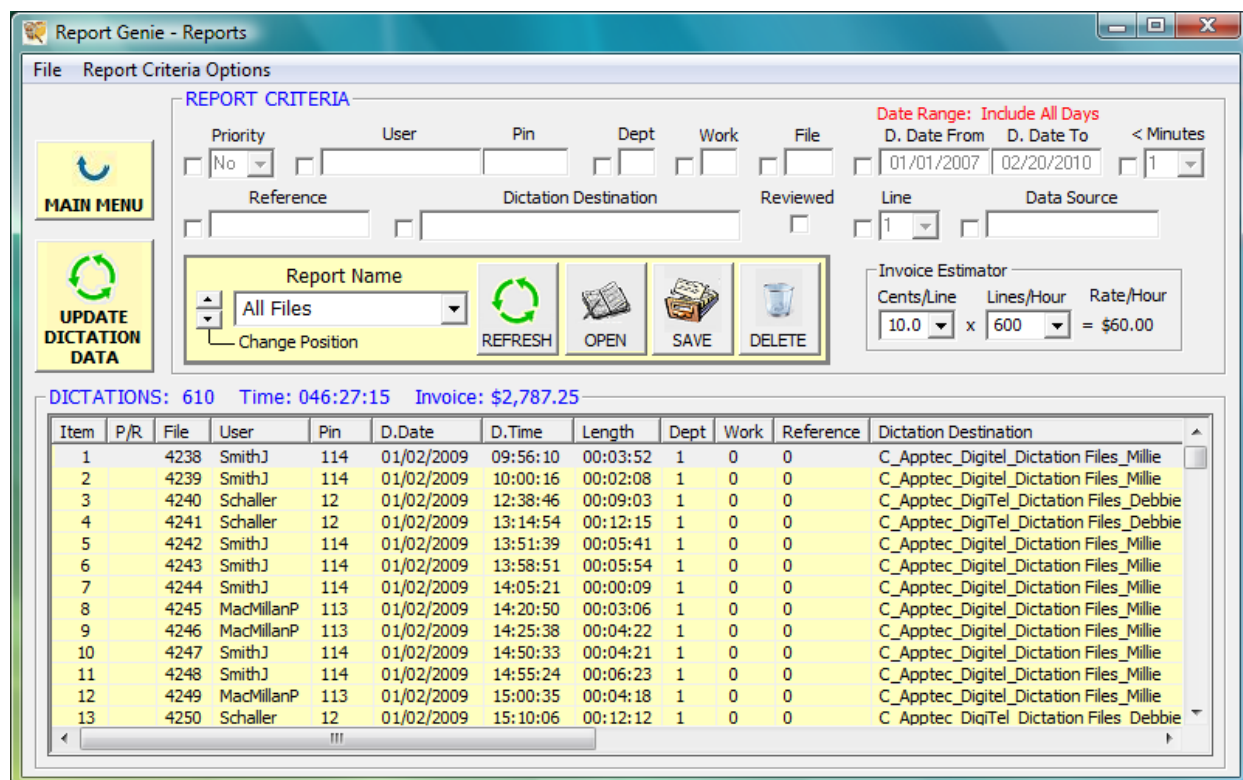 Report Genie - Reports
File Report Criteria Options
REPORT CRITERIA
Date Range: Include All Days
Priority User Pin Dept Work File D. Date From D. Date To < Minutes
No 01/01/2007 02/20/2010 1
MAIN MENU
Reference Dictation Destination Reviewed Line Data Source
1
UPDATE
DICTATION
DATA
Report Name
All Files
Change Position
REFRESH OPEN SAVE DELETE
Invoice Estimator
Cents/Line Lines/Hour Rate/Hour
10.0 x 600 = $60.00
DICTATIONS: 610 Time: 046:27:15 Invoice: $2,787.25
Item P/R File User Pin D.Date D.Time Length Dept Work Reference Dictation Destination
1 4238 SmithJ 114 01/02/2009 09:56:10 00:03:52 1 0 0 C_Apptec_Digitel_Dictation Files_Millie
2 4239 SmithJ 114 01/02/2009 10:00:16 00:02:08 1 0 0 C_Apptec_Digitel_Dictation Files_Millie
3 4240 Schaller 12 01/02/2009 12:38:46 00:09:03 1 0 0 C_Apptec_DigiTel_Dictation Files_Debbie
4 4241 Schaller 12 01/02/2009 13:14:54 00:12:15 1 0 0 C_Apptec_DigiTel_Dictation Files_Debbie
5 4242 SmithJ 114 01/02/2009 13:51:39 00:05:41 1 0 0 C_Apptec_Digitel_Dictation Files_Millie
6 4243 SmithJ 114 01/02/2009 13:58:51 00:05:54 1 0 0 C_Apptec_Digitel_Dictation Files_Millie
7 4244 SmithJ 114 01/02/2009 14:05:21 00:00:09 1 0 0 C_Apptec_Digitel_Dictation Files_Millie
8 4245 MacMillanP 113 01/02/2009 14:20:50 00:03:06 1 0 0 C_Apptec_Digitel_Dictation Files_Millie
9 4246 MacMillanP 113 01/02/2009 14:25:38 00:04:22 1 0 0 C_Apptec_Digitel_Dictation Files_Millie
10 4247 SmithJ 114 01/02/2009 14:50:33 00:04:21 1 0 0 C_Apptec_Digitel_Dictation Files_Millie
11 4248 SmithJ 114 01/02/2009 14:55:24 00:06:23 1 0 0 C_Apptec_Digitel_Dictation Files_Millie
12 4249 MacMillanP 113 01/02/2009 15:00:35 00:04:18 1 0 0 C_Apptec_Digitel_Dictation Files_Millie
13 4250 Schaller 12 01/02/2009 15:10:06 00:12:12 1 0 0 C_Apptec_DigiTel_Dictation Files_Debbie